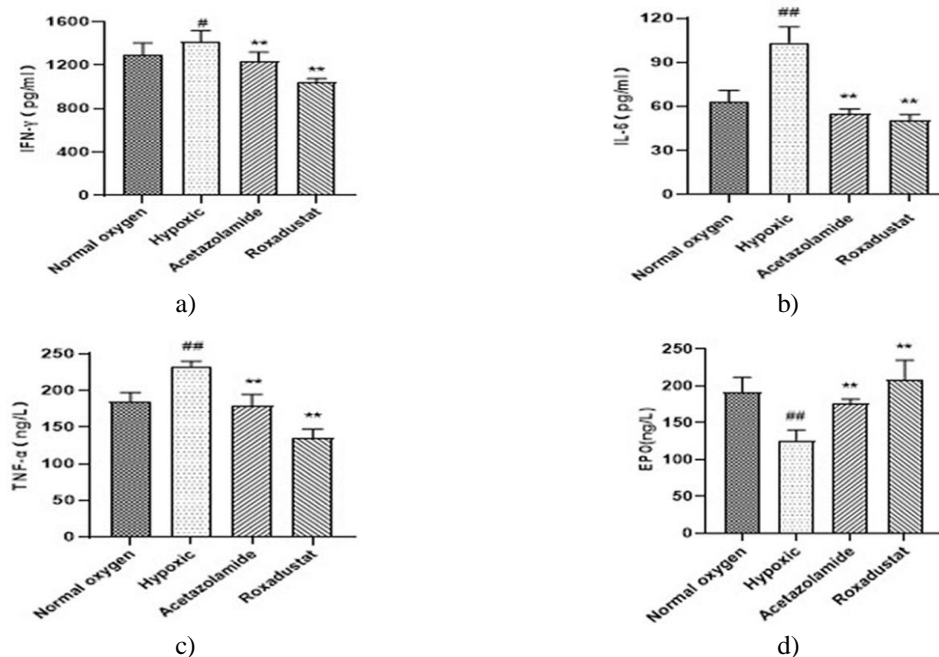 1600
1200
800
400
0
IFN-γ (pg/ml)
#
**
**
Normal oxygen
Hypoxic
Acetazolamide
Roxadustat
a)
120
90
60
30
0
IL-6 (pg/ml)
##
**
**
Normal oxygen
Hypoxic
Acetazolamide
Roxadustat
b)
250
200
150
100
50
0
TNF-α (ng/L)
##
**
**
Normal oxygen
Hypoxic
Acetazolamide
Roxadustat
c)
250
200
150
100
50
0
EPO(ng/L)
##
**
**
Normal oxygen
Hypoxic
Acetazolamide
Roxadustat
d)